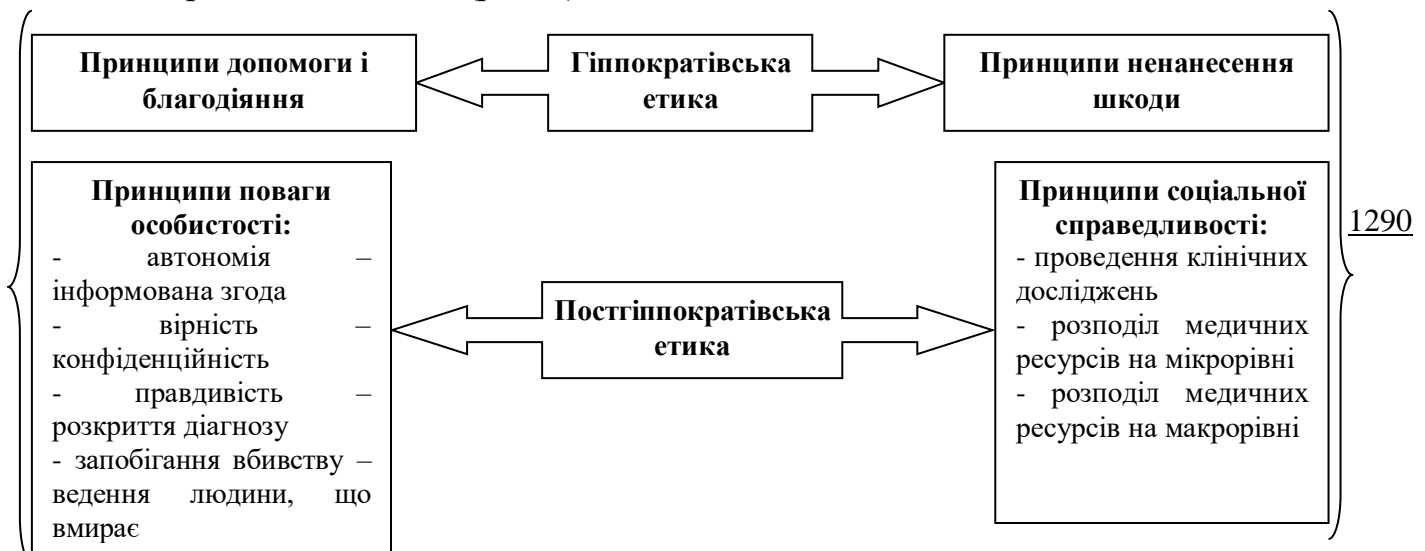 Принципи допомоги і
благодіяння
Гіппократівська
етика
Принципи ненанесення
шкоди
Принципи поваги
особистості:
- автономія –
інформована згода
- вірність –
конфіденційність
- правдивість –
розкриття діагнозу
- запобігання вбивству –
ведення людини, що
вмирає
Постгіппократівська
етика
Принципи соціальної
справедливості:
- проведення клінічних
досліджень
- розподіл медичних
ресурсів на мікрорівні
- розподіл медичних
ресурсів на макрорівні
1290